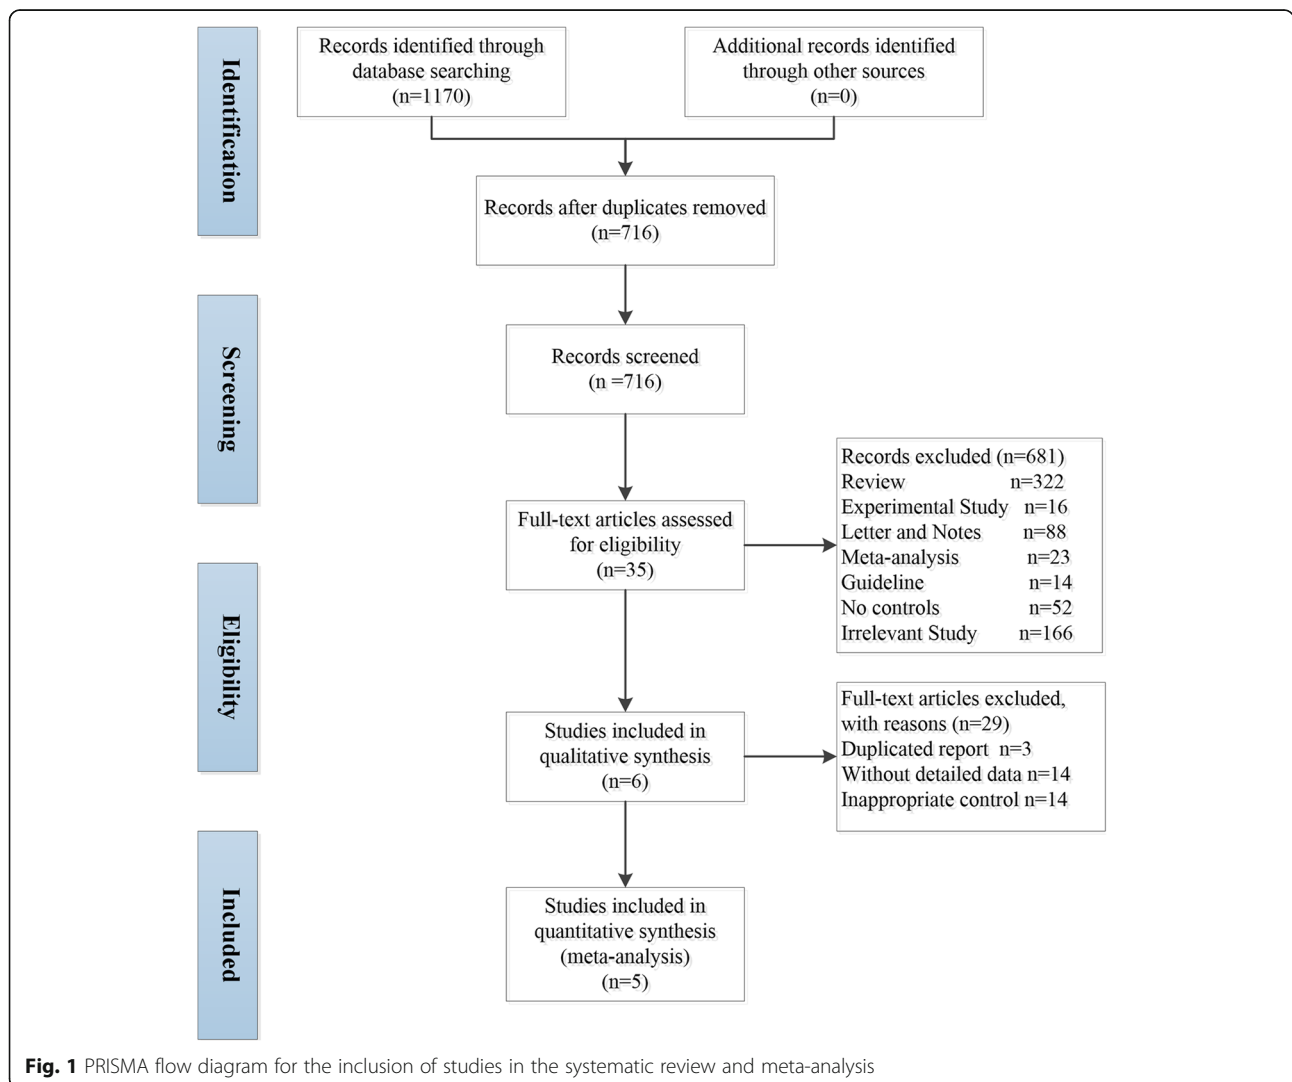 Identification
Records identified through
database searching
(n=1170)
Additional records identified
through other sources
(n=0)
Records after duplicates removed
(n=716)
Screening
Records screened
(n =716)
Records excluded (n=681)
Review n=322
Experimental Study n=16
Letter and Notes n=88
Meta-analysis n=23
Guideline n=14
No controls n=52
Irrelevant Study n=166
Full-text articles assessed
for eligibility
(n=35)
Eligibility
Full-text articles excluded,
with reasons (n=29)
Duplicated report n=3
Without detailed data n=14
Inappropriate control n=14
Studies included in
qualitative synthesis
(n=6)
Included
Studies included in
quantitative synthesis
(meta-analysis)
(n=5)
Fig. 1 PRISMA flow diagram for the inclusion of studies in the systematic review and meta-analysis